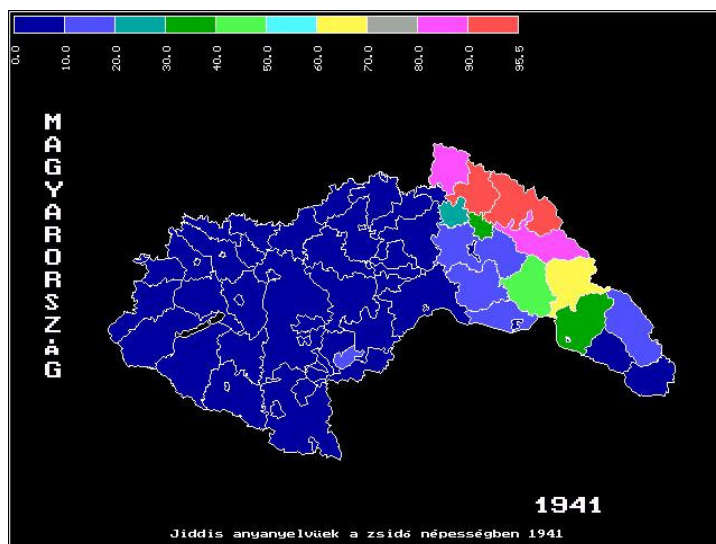 0.0 10.0 20.0 30.0 40.0 50.0 60.0 70.0 80.0 90.0 95.5
MAGYARORSZÁG
1941
Jiddis anyanyelvüek a zsidó népességben 1941